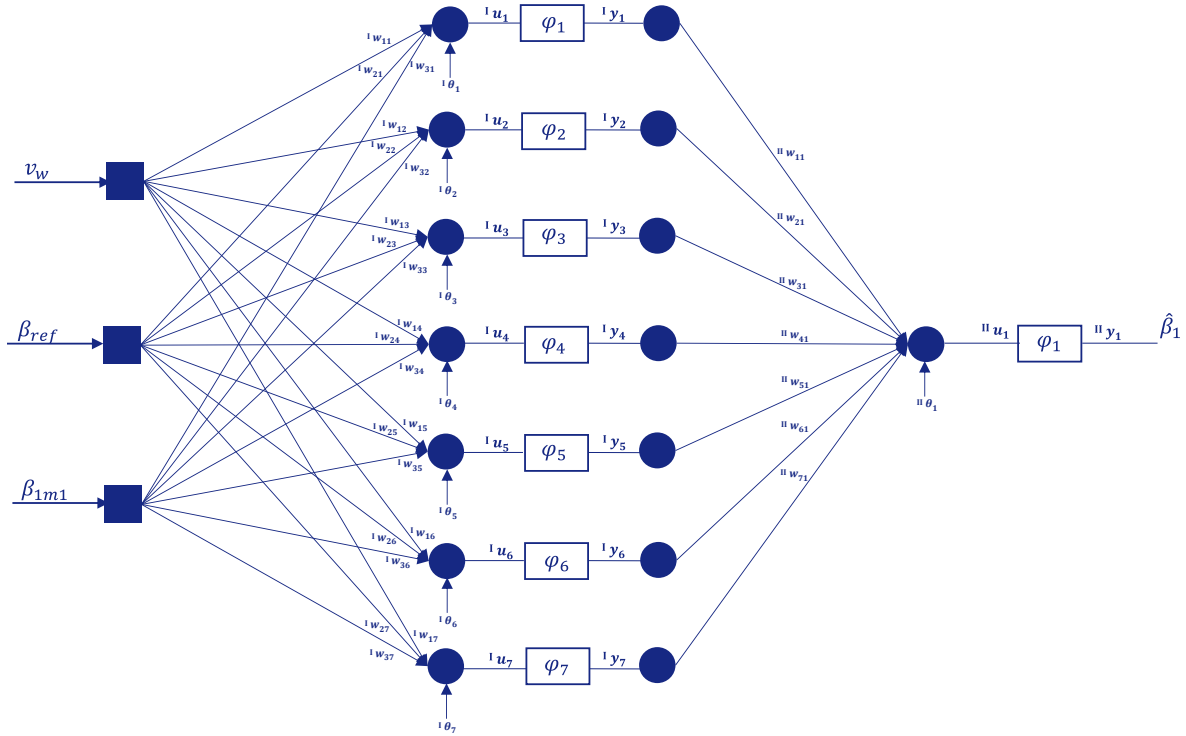 I u₁ φ₁ I y₁
I w₁₁
I w₂₁
I w₃₁
I θ₁
I w₁₂
I w₂₂
I w₃₂
I u₂ φ₂ I y₂
I θ₂
II w₁₁
v_w
I w₁₃
I w₂₃
I w₃₃
I u₃ φ₃ I y₃
I θ₃
II w₂₁
II w₃₁
β_ref
I w₁₄
I w₂₄
I w₃₄
I u₄ φ₄ I y₄
I θ₄
II w₄₁
II u₁ φ₁ II y₁ β̂₁
II θ₁
II w₅₁
I w₁₅
I w₂₅
I w₃₅
I u₅ φ₅ I y₅
I θ₅
II w₆₁
II w₇₁
β_1m1
I w₁₆
I w₂₆
I w₃₆
I u₆ φ₆ I y₆
I θ₆
I w₂₇
I w₁₇
I w₃₇
I u₇ φ₇ I y₇
I θ₇